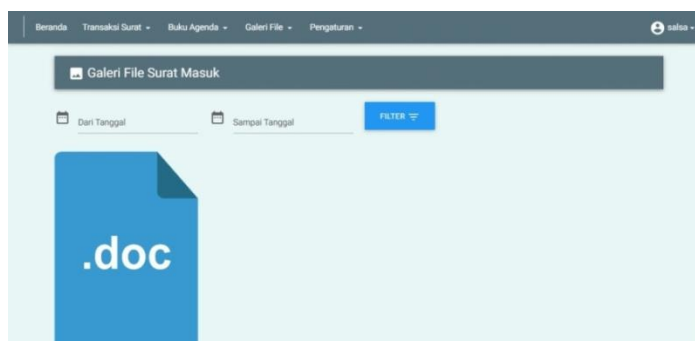 Beranda Transaksi Surat Buku Agenda Galeri File Pengaturan salsa
Galeri File Surat Masuk
Dari Tanggal Sampai Tanggal FILTER
.doc